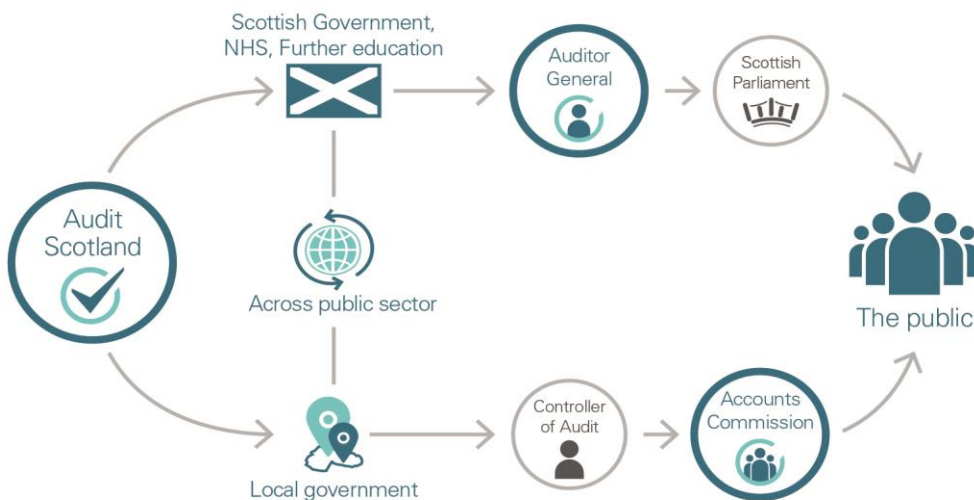 Scottish Government,
NHS, Further education
Auditor
General
Scottish
Parliament
Audit
Scotland
Across public sector
The public
Controller
of Audit
Accounts
Commission
Local government